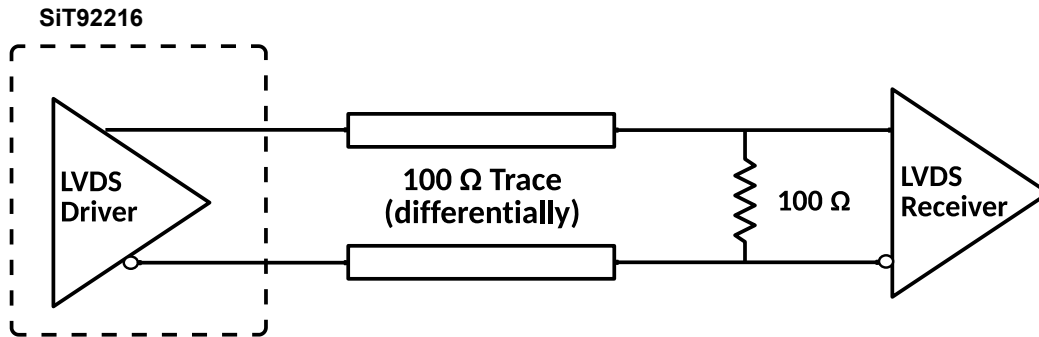 SiT92216
LVDS
Driver
100 Ω Trace
(differentially)
100 Ω
LVDS
Receiver